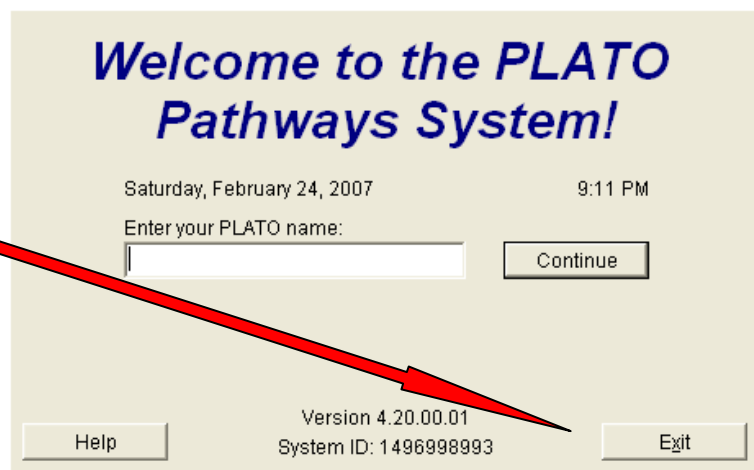 Welcome to the PLATO
Pathways System!
Saturday, February 24, 2007 9:11 PM
Enter your PLATO name:
Continue
Version 4.20.00.01
Help System ID: 1496998993 Exit